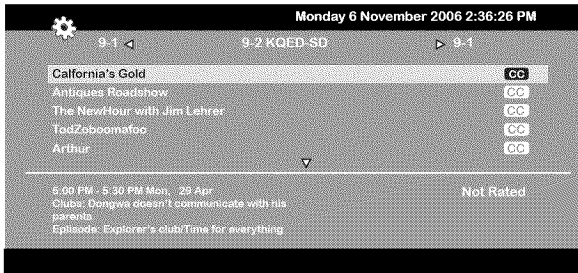 Monday 6 November 2006 2:36:26 PM
9-1 9-2 KQED-SD 9-1
Calfornia's Gold CC
Antiques Roadshow CC
The NewHour with Jim Lehrer CC
TodZoboomafoo CC
Arthur CC
5:00 PM - 5:30 PM Mon, 29 Apr Not Rated
Clubs: Dongwa doesn't communicate with his
parents
Epilsode: Explorer's club/Time for everything